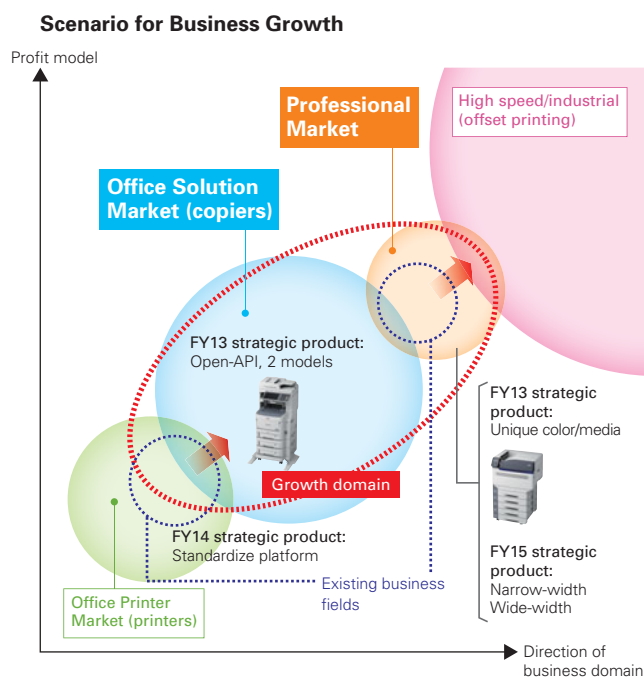 Scenario for Business Growth
Profit model
Professional
Market
High speed/industrial
(offset printing)
Office Solution
Market (copiers)
FY13 strategic product:
Open-API, 2 models
FY13 strategic
product:
Unique color/media
Growth domain
FY14 strategic product:
Standardize platform
FY15 strategic
product:
Narrow-width
Wide-width
Existing business
fields
Office Printer
Market (printers)
Direction of
business domain